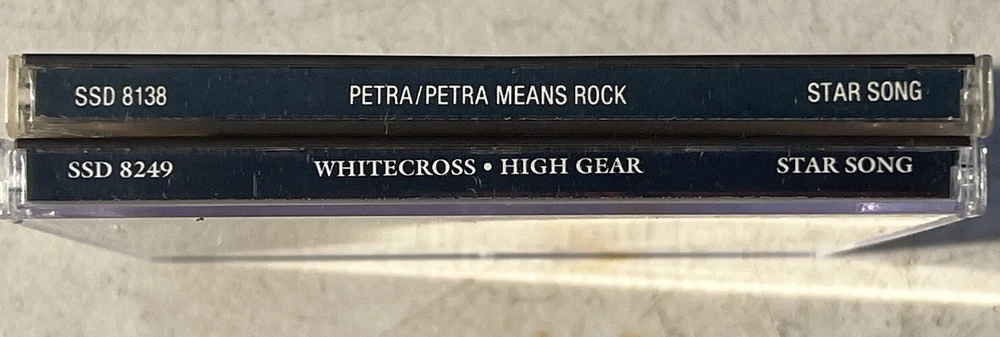 SSD 8138 PETRA/PETRA MEANS ROCK STAR SONG
SSD 8249 WHITECROSS • HIGH GEAR STAR SONG